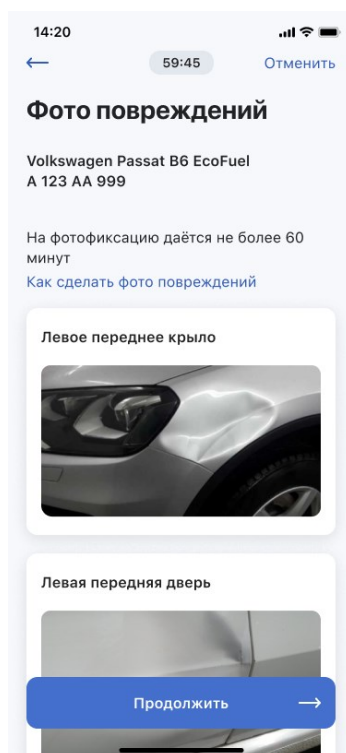 14:20
59:45
Отменить
Фото повреждений
Volkswagen Passat B6 EcoFuel
А 123 АА 999
На фотофиксацию даётся не более 60
минут
Как сделать фото повреждений
Левое переднее крыло
Левая передняя дверь
Продолжить